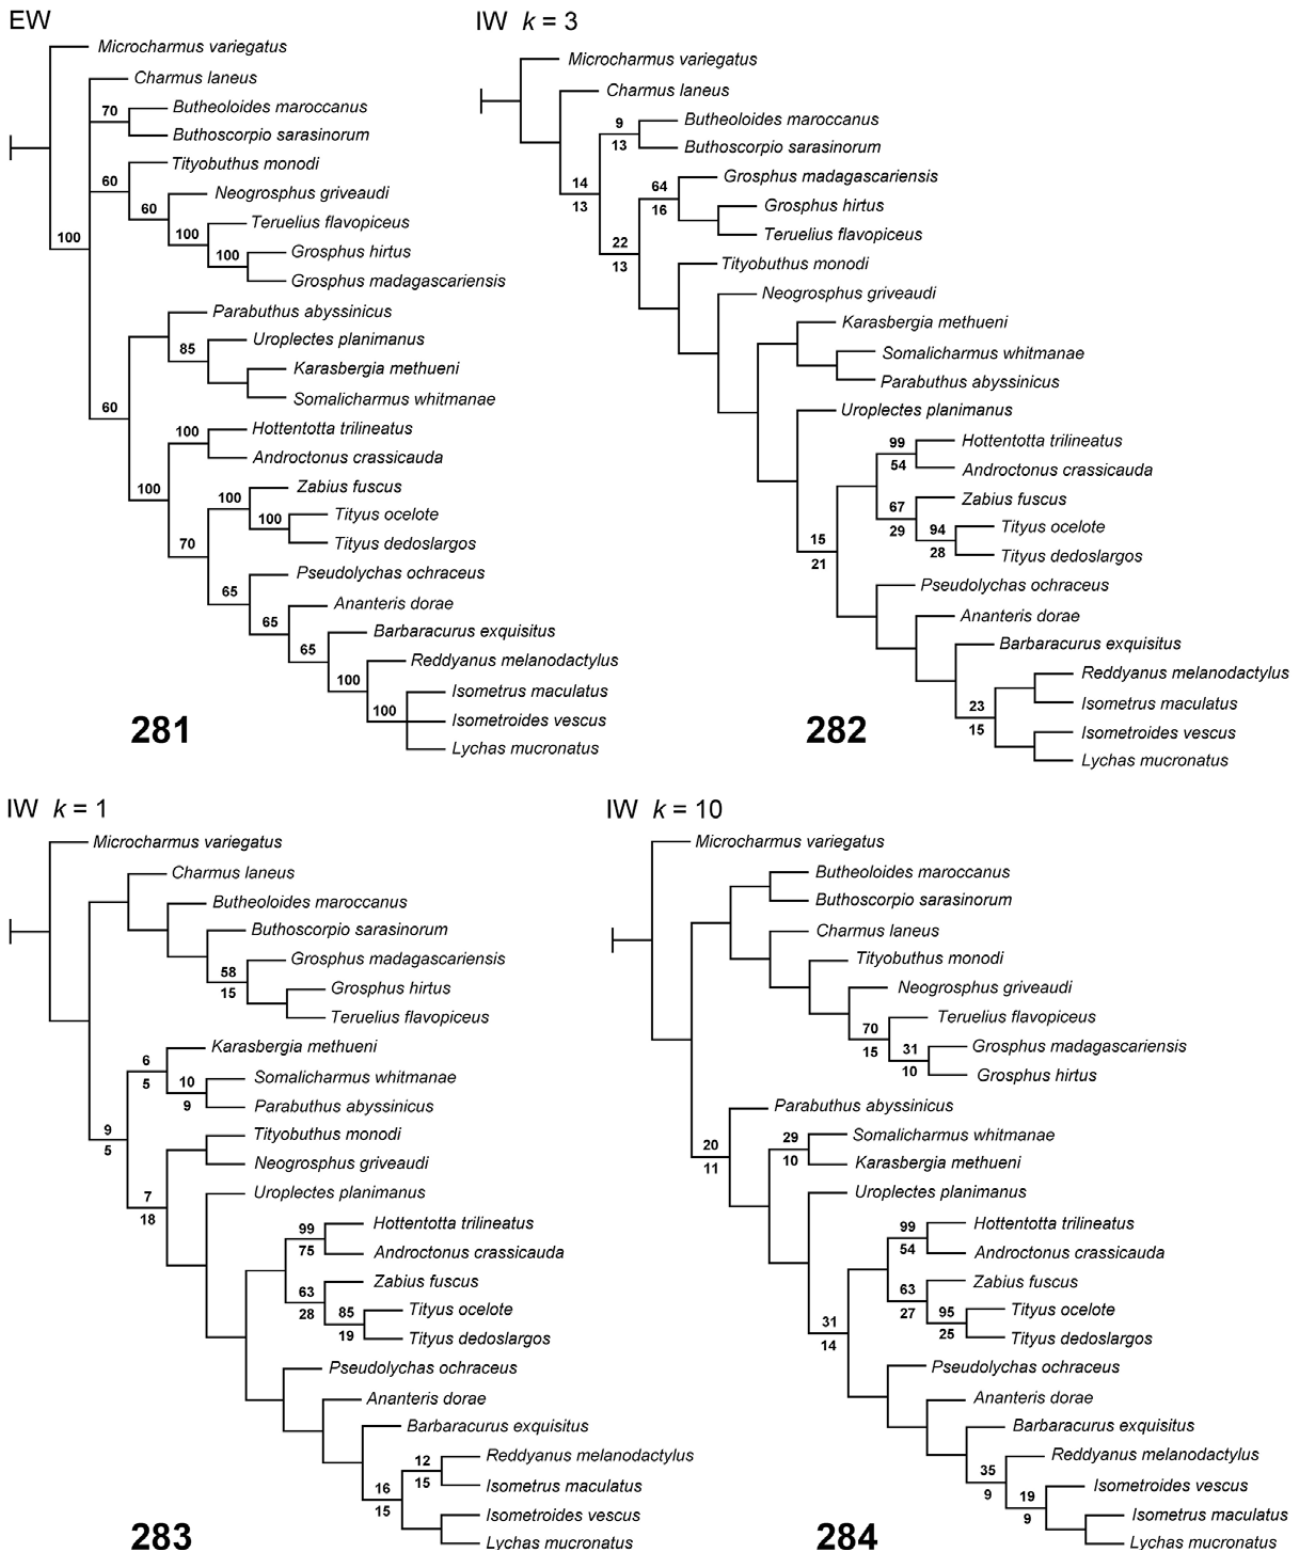 EW
Microcharmus variegatus
Charmus laneus
70
Butheoloides maroccanus
Buthoscorpio sarasinorum
60
Tityobuthus monodi
60
Neogrosphus griveaudi
100
Teruelius flavopiceus
100
Grosphus hirtus
Grosphus madagascariensis
100
Parabuthus abyssinicus
85
Uroplectes planimanus
Karasbergia methueni
Somalicharmus whitmanae
60
100
Hottentotta trilineatus
Androctonus crassicauda
100
100
Zabius fuscus
100
Tityus ocelote
Tityus dedoslargos
70
Pseudolychas ochraceus
65
Ananteris dorae
65
Barbaracurus exquisitus
65
Reddyanus melanodactylus
100
Isometrus maculatus
100
Isometroides vescus
Lychas mucronatus
281
IW k = 3
Microcharmus variegatus
Charmus laneus
9
13
Butheoloides maroccanus
Buthoscorpio sarasinorum
14
13
64
16
Grosphus madagascariensis
Grosphus hirtus
Teruelius flavopiceus
22
13
Tityobuthus monodi
Neogrosphus griveaudi
Karasbergia methueni
Somalicharmus whitmanae
Parabuthus abyssinicus
Uroplectes planimanus
99
54
Hottentotta trilineatus
Androctonus crassicauda
67
29
Zabius fuscus
94
28
Tityus ocelote
Tityus dedoslargos
15
21
Pseudolychas ochraceus
Ananteris dorae
Barbaracurus exquisitus
23
15
Reddyanus melanodactylus
Isometrus maculatus
Isometroides vescus
Lychas mucronatus
282
IW k = 1
Microcharmus variegatus
Charmus laneus
Butheoloides maroccanus
Buthoscorpio sarasinorum
58
15
Grosphus madagascariensis
Grosphus hirtus
Teruelius flavopiceus
6
5
Karasbergia methueni
10
9
Somalicharmus whitmanae
Parabuthus abyssinicus
9
5
Tityobuthus monodi
Neogrosphus griveaudi
7
18
Uroplectes planimanus
99
75
Hottentotta trilineatus
Androctonus crassicauda
63
28
Zabius fuscus
85
19
Tityus ocelote
Tityus dedoslargos
Pseudolychas ochraceus
Ananteris dorae
Barbaracurus exquisitus
16
15
12
15
Reddyanus melanodactylus
Isometrus maculatus
Isometroides vescus
Lychas mucronatus
283
IW k = 10
Microcharmus variegatus
Butheoloides maroccanus
Buthoscorpio sarasinorum
Charmus laneus
Tityobuthus monodi
Neogrosphus griveaudi
70
15
Teruelius flavopiceus
31
10
Grosphus madagascariensis
Grosphus hirtus
20
11
Parabuthus abyssinicus
29
10
Somalicharmus whitmanae
Karasbergia methueni
Uroplectes planimanus
99
54
Hottentotta trilineatus
Androctonus crassicauda
63
27
Zabius fuscus
95
25
Tityus ocelote
Tityus dedoslargos
31
14
Pseudolychas ochraceus
Ananteris dorae
Barbaracurus exquisitus
35
9
Reddyanus melanodactylus
19
9
Isometroides vescus
Isometrus maculatus
Lychas mucronatus
284